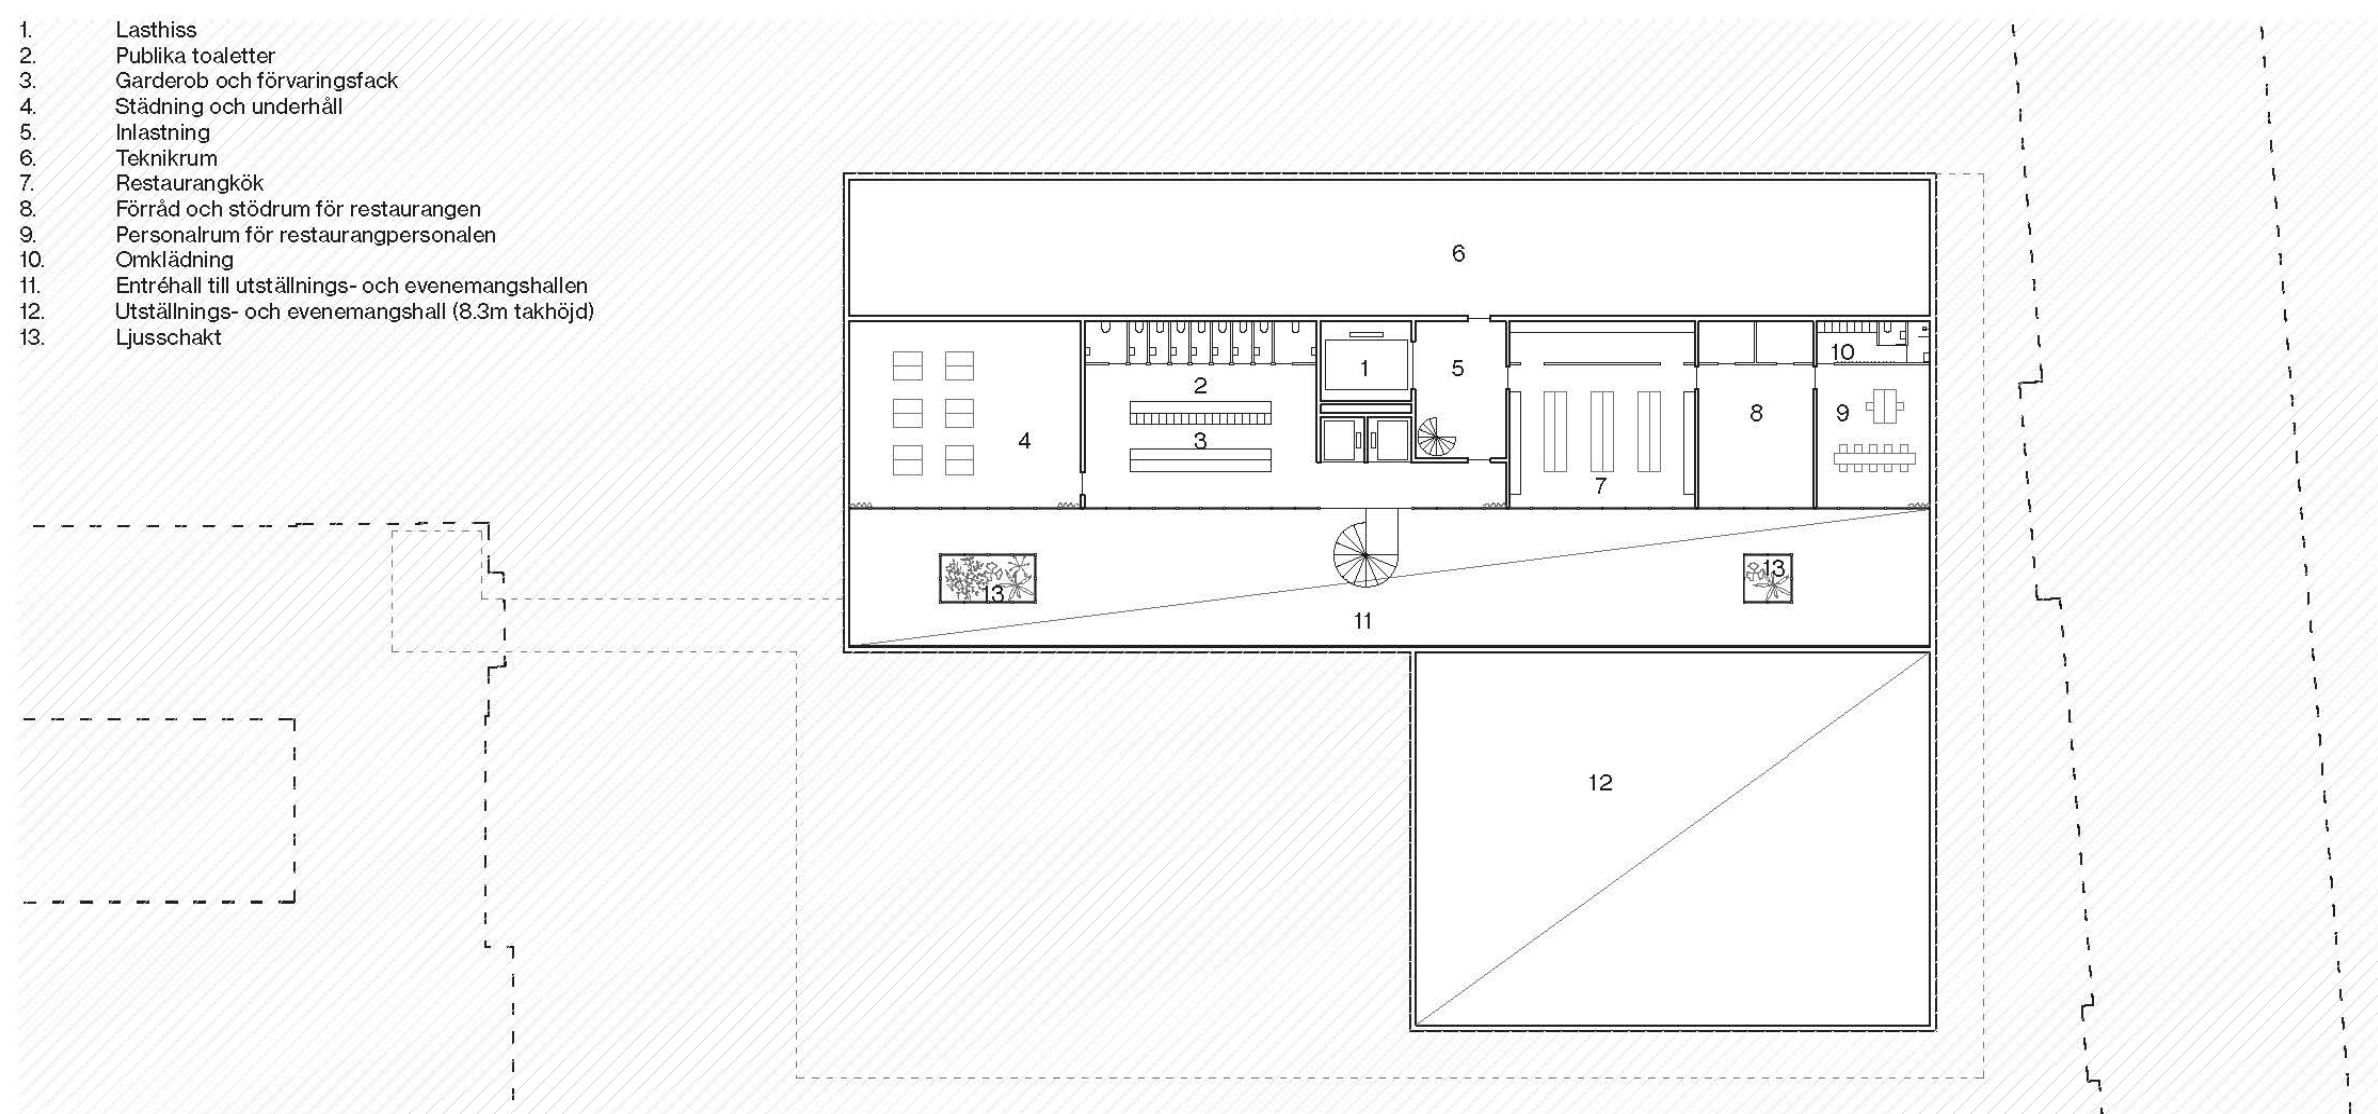 1. Lasthiss
2. Publika toaletter
3. Garderob och förvaringsfack
4. Städning och underhåll
5. Inlastning
6. Teknikrum
7. Restaurangkök
8. Förråd och stödrum för restaurangen
9. Personalrum för restaurangpersonalen
10. Omklädning
11. Entréhall till utställnings- och evenemangshallen
12. Utställnings- och evenemangshall (8.3m takhöjd)
13. Ljusschakt
6
10
1
5
2
8
9
3
4
7
13
13
11
12